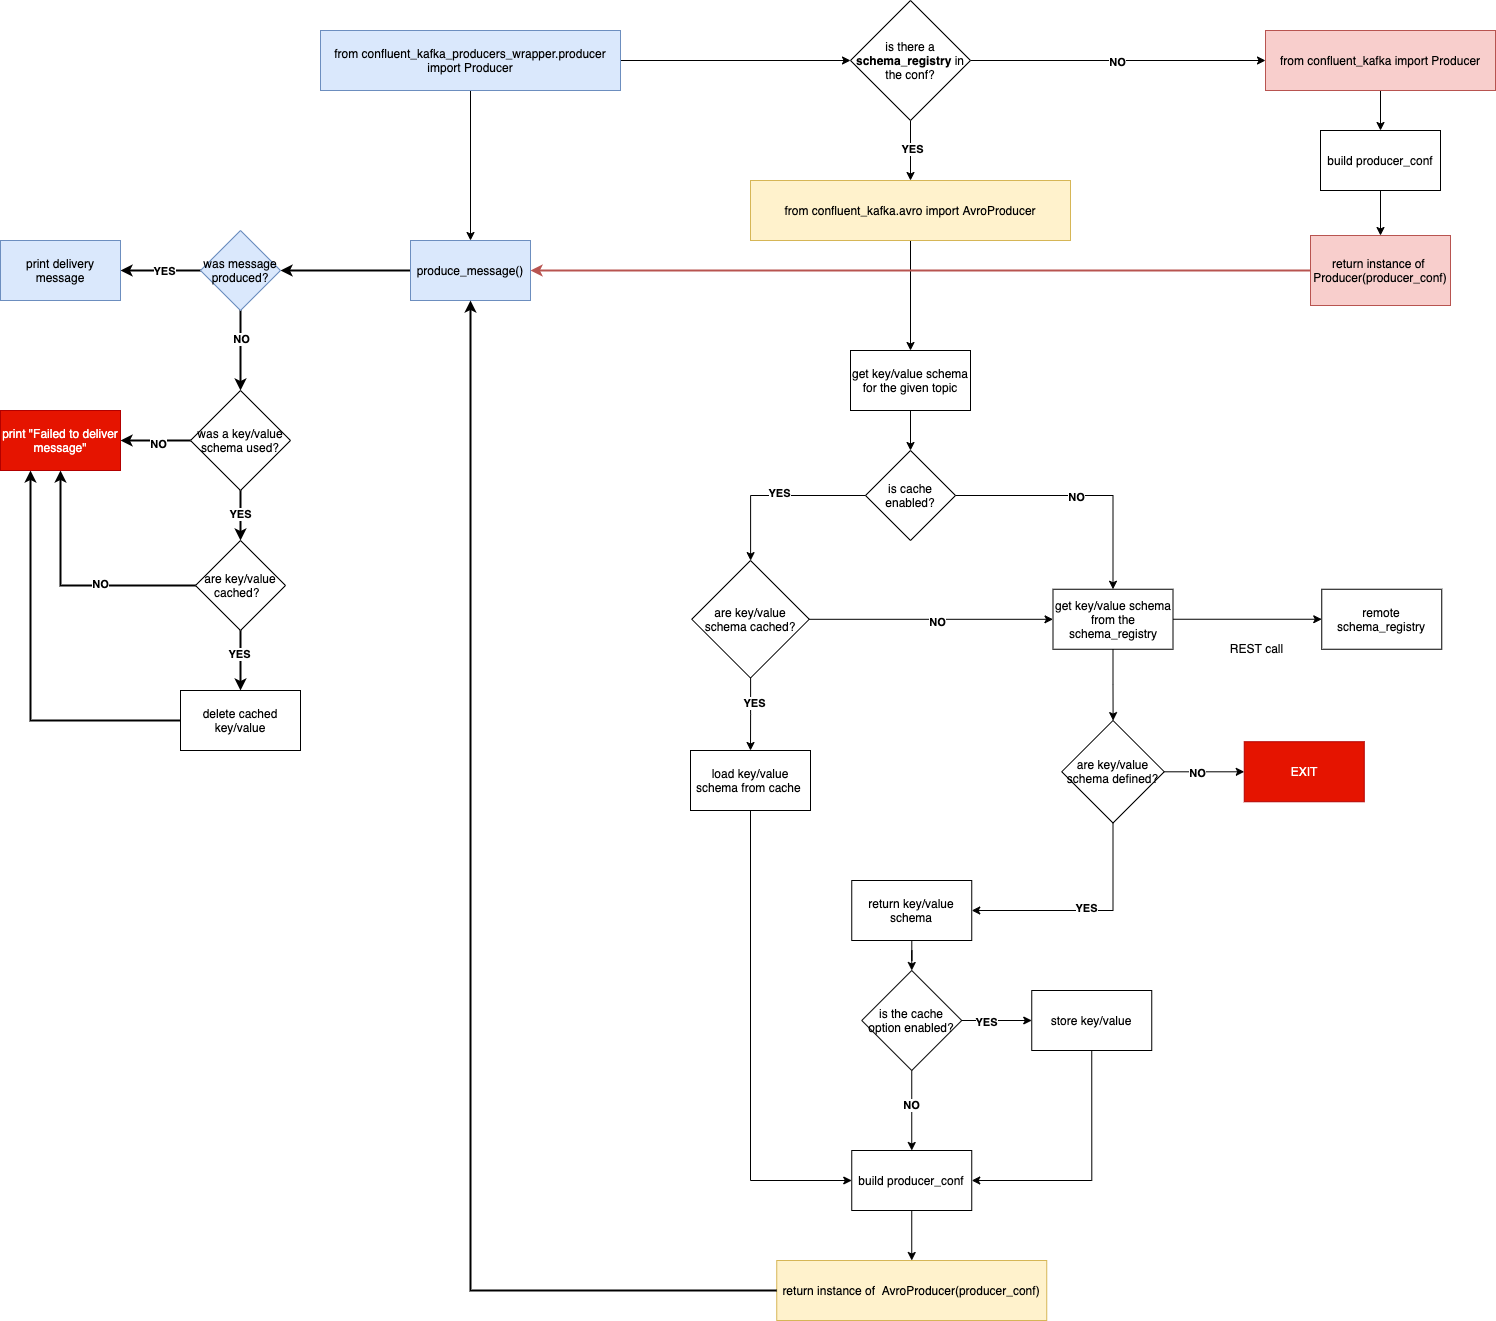 from confluent_kafka_producers_wrapper.producer
import Producer
is there a
schema_registry in
the conf?
NO
from confluent_kafka import Producer
YES
build producer_conf
from confluent_kafka.avro import AvroProducer
print delivery
message
YES
was message
produced?
produce_message()
return instance of
Producer(producer_conf)
NO
get key/value schema
for the given topic
print "Failed to deliver
message"
NO
was a key/value
schema used?
YES
is cache
enabled?
YES
NO
NO
are key/value
cached?
YES
are key/value
schema cached?
NO
get key/value schema
from the
schema_registry
REST call
remote
schema_registry
delete cached
key/value
YES
load key/value
schema from cache
are key/value
schema defined?
NO
EXIT
YES
return key/value
schema
is the cache
option enabled?
YES
store key/value
NO
build producer_conf
return instance of  AvroProducer(producer_conf)